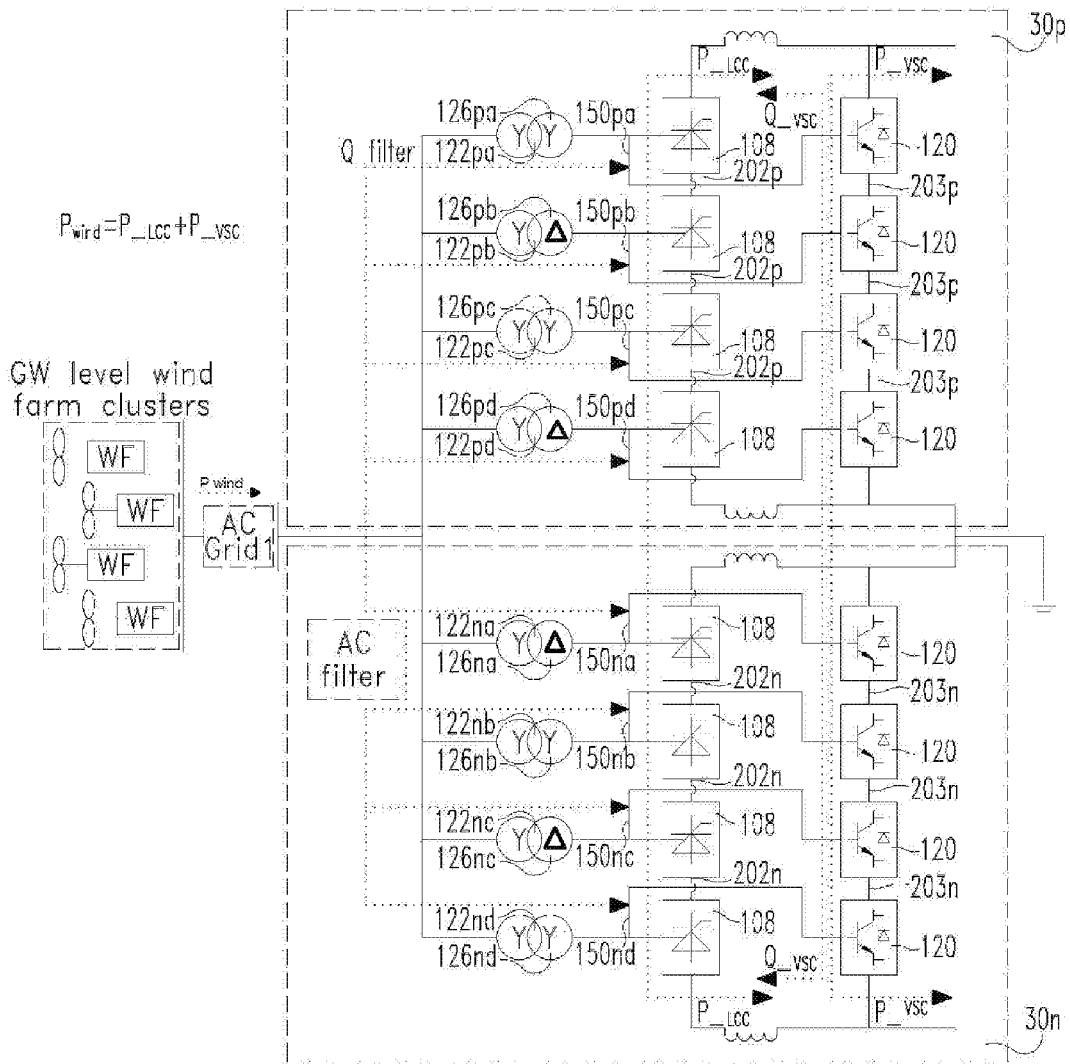 30p
P_LCC
P_VSC
Q_VSC
126pa
150pa
Y Y
108
120
Q filter
122pa
202p
203p
126pb
150pb
Pwird=P_LCC+P_VSC
Y Δ
108
120
122pb
202p
203p
126pc
150pc
Y Y
108
120
122pc
202p
203p
GW level wind
farm clusters
126pd
150pd
Y Δ
108
120
122pd
WF
P wind
WF
AC
Grid1
WF
WF
122na
108
Y Δ
120
AC
filter
126na
150na
202n
203n
122nb
108
Y Y
120
126nb
150nb
202n
203n
122nc
108
Y Δ
120
126nc
150nc
202n
203n
122nd
108
Y Y
120
126nd
150nd
Q_VSC
P_LCC
P_VSC
30n